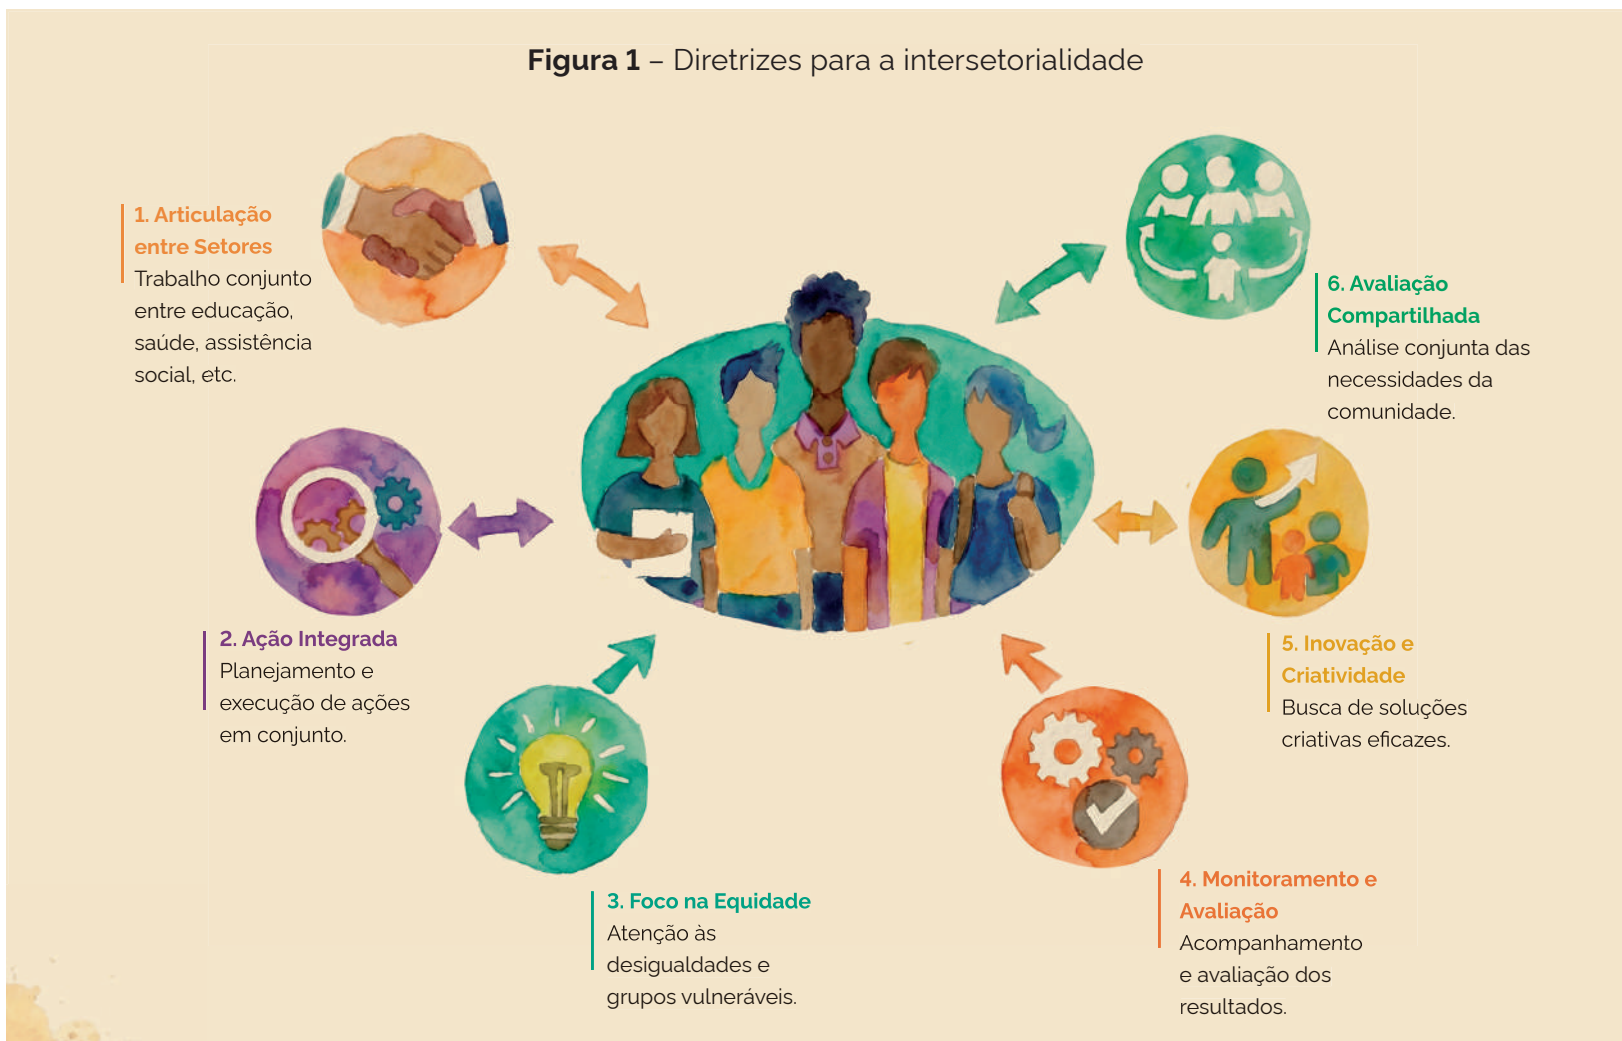 Figura 1 – Diretrizes para a intersetorialidade
1. Articulação
entre Setores
Trabalho conjunto
entre educação,
saúde, assistência
social, etc.
2. Ação Integrada
Planejamento e
execução de ações
em conjunto.
3. Foco na Equidade
Atenção às
desigualdades e
grupos vulneráveis.
4. Monitoramento e
Avaliação
Acompanhamento
e avaliação dos
resultados.
5. Inovação e
Criatividade
Busca de soluções
criativas eficazes.
6. Avaliação
Compartilhada
Análise conjunta das
necessidades da
comunidade.